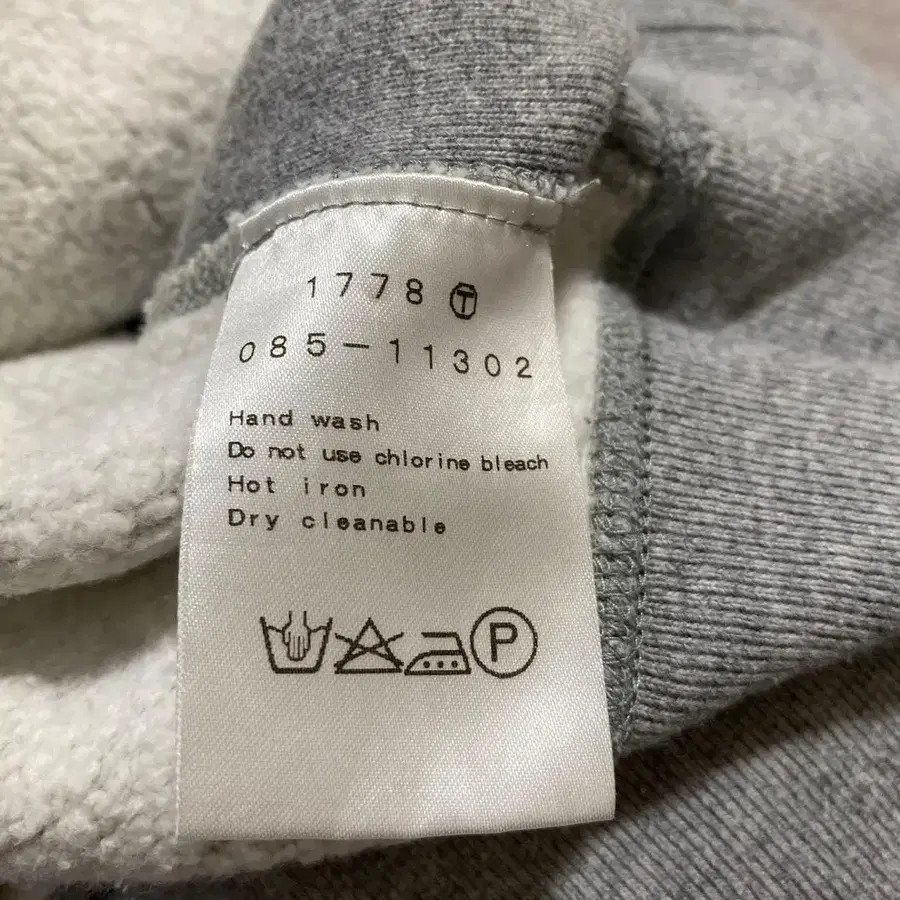 1778 Ⓣ
085-11302
Hand wash
Do not use chlorine bleach
Hot iron
Dry cleanable
P